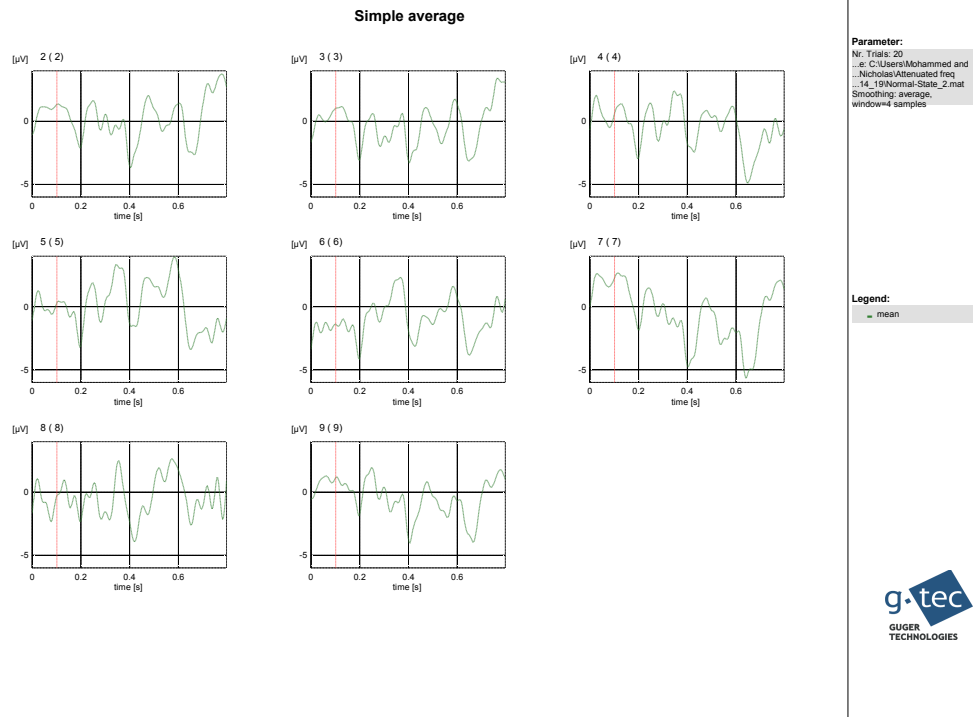 Simple average
[µV] 2 ( 2)
0
-5
0 0.2 0.4 0.6
time [s]
[µV] 3 ( 3)
0
-5
0 0.2 0.4 0.6
time [s]
[µV] 4 ( 4)
0
-5
0 0.2 0.4 0.6
time [s]
[µV] 5 ( 5)
0
-5
0 0.2 0.4 0.6
time [s]
[µV] 6 ( 6)
0
-5
0 0.2 0.4 0.6
time [s]
[µV] 7 ( 7)
0
-5
0 0.2 0.4 0.6
time [s]
[µV] 8 ( 8)
0
-5
0 0.2 0.4 0.6
time [s]
[µV] 9 ( 9)
0
-5
0 0.2 0.4 0.6
time [s]
Parameter:
Nr. Trials: 20
...e: C:\Users\Mohammed and
...Nicholas\Attenuated freq
...14_19\Normal-State_2.mat
Smoothing: average,
window=4 samples
Legend:
mean
g.tec
GUGER
TECHNOLOGIES